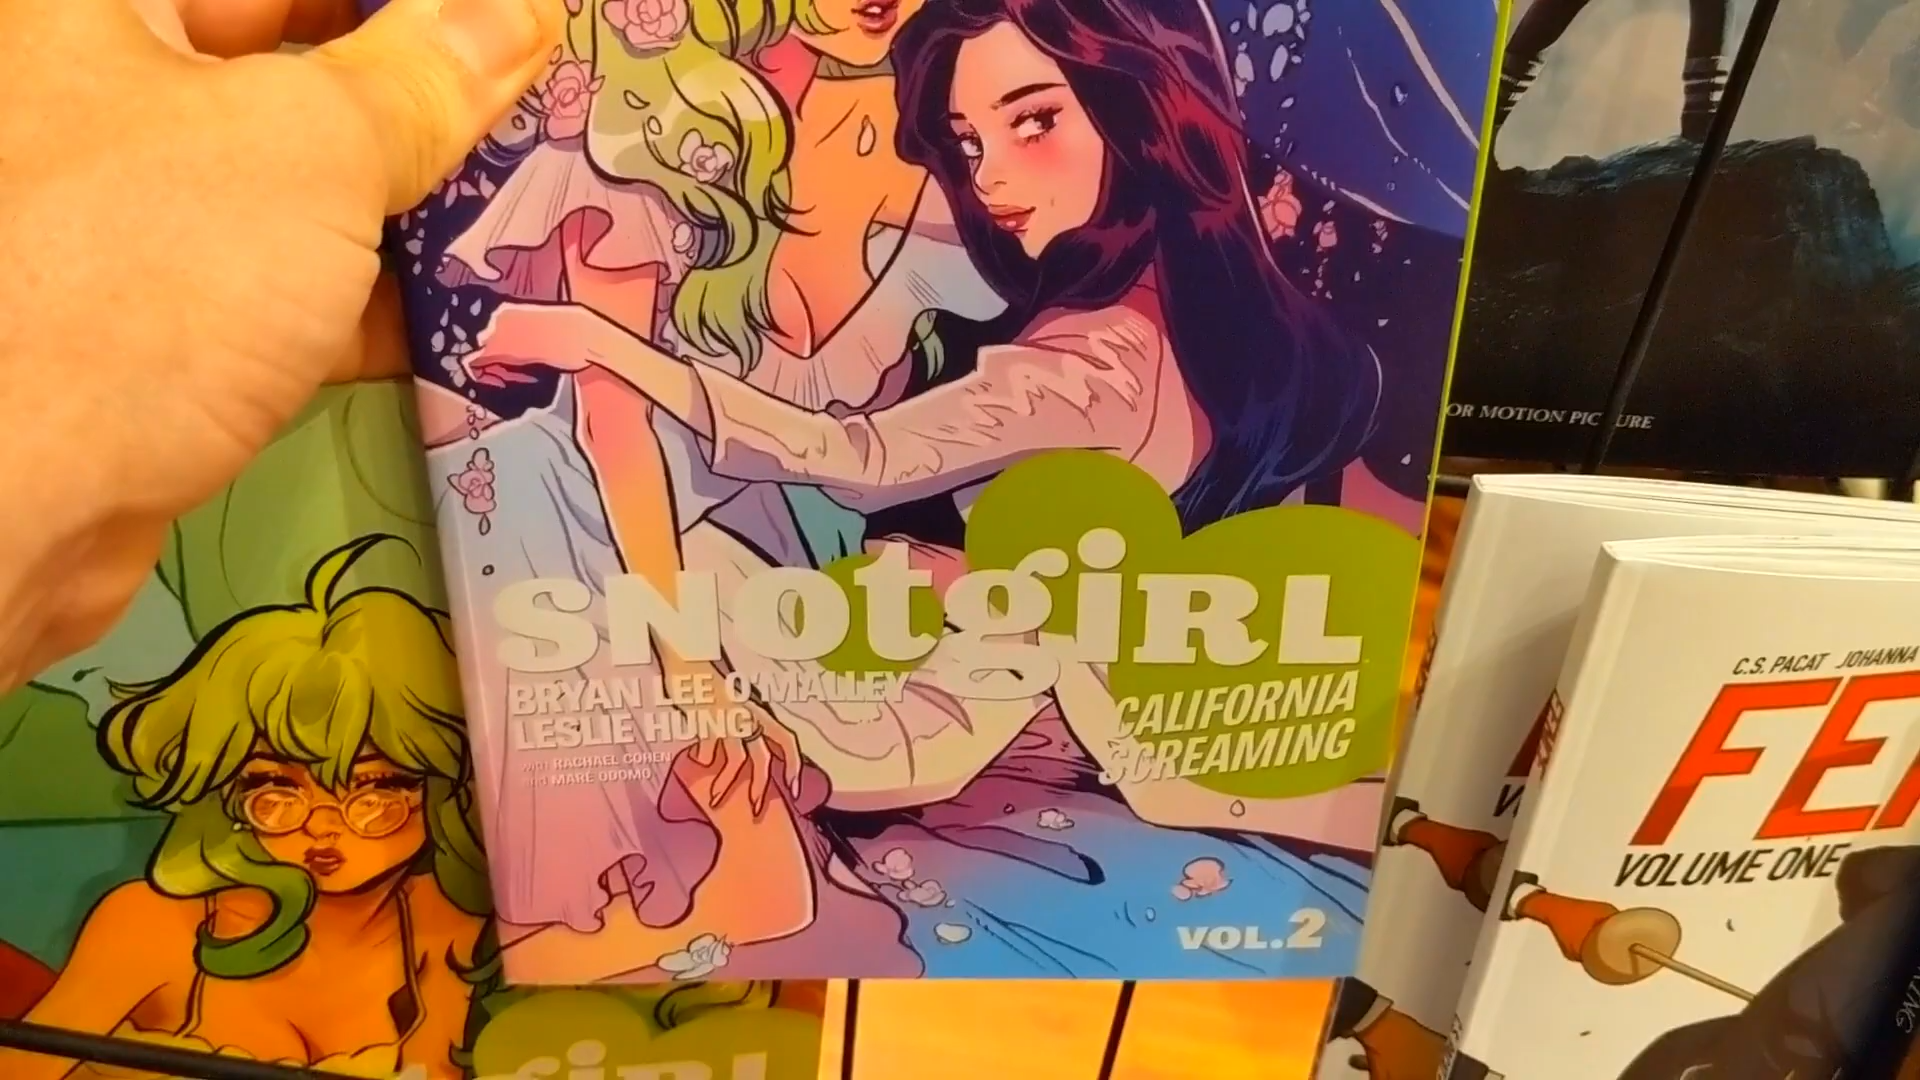 SNOTGIRL
BRYAN LEE O'MALLEY
LESLIE HUNG
WITH RACHAEL COHEN
AND MARE ODOMO
CALIFORNIA
SCREAMING
VOL.2
OR MOTION PICTURE
C.S. PACAT JOHANNA
FE
VOLUME ONE
GIRL